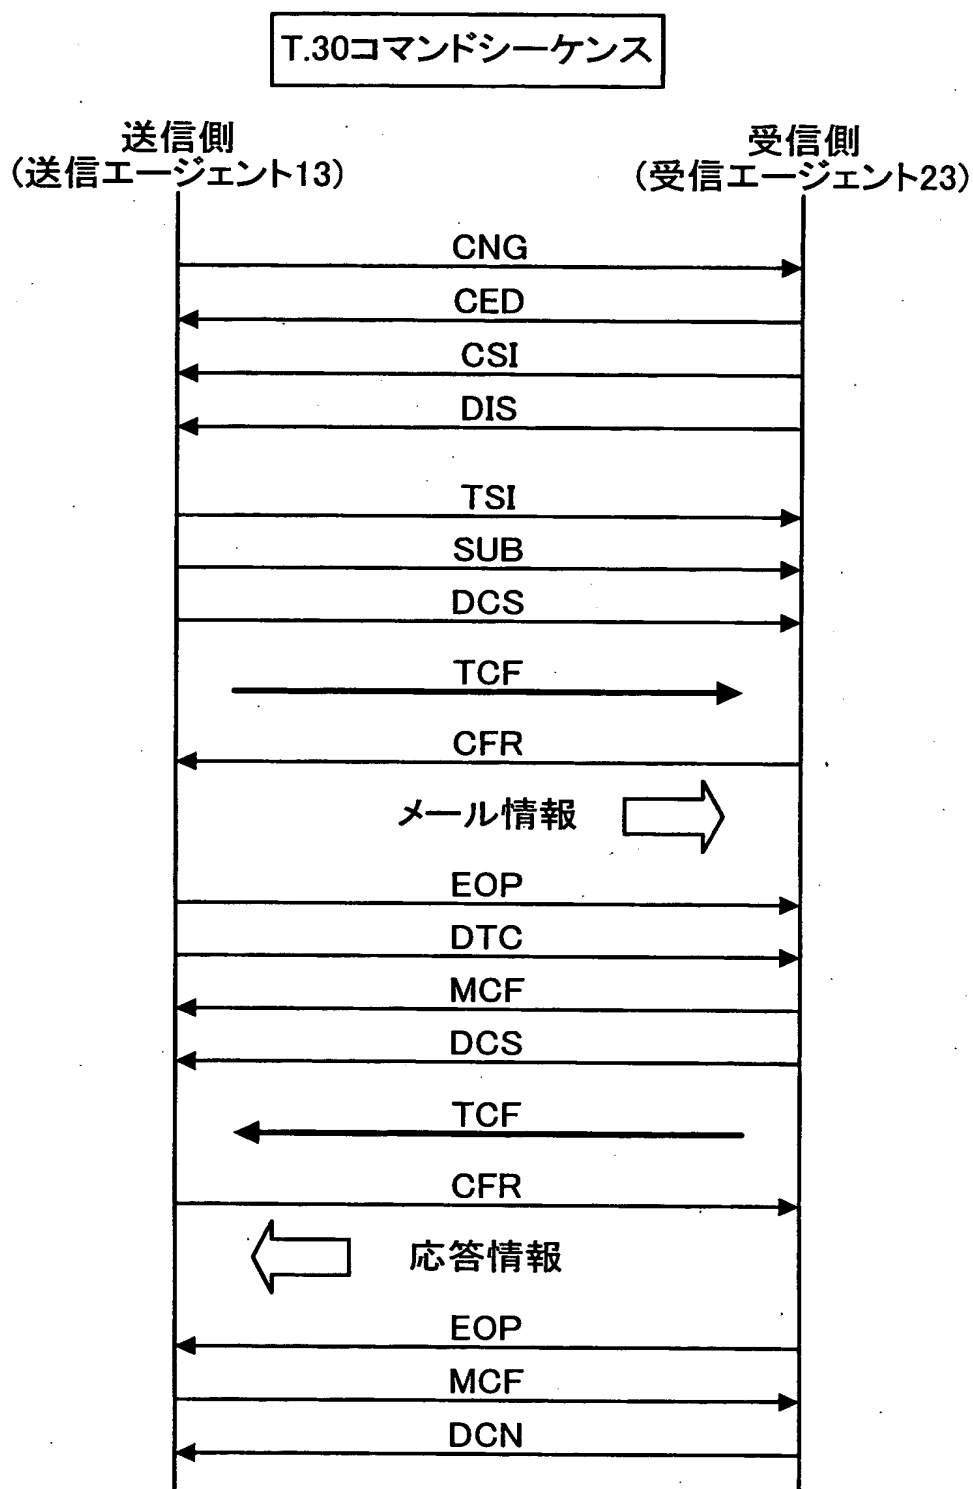 T.30コマンドシーケンス
送信側
(送信エージェント13)
受信側
(受信エージェント23)
CNG
CED
CSI
DIS
TSI
SUB
DCS
TCF
CFR
メール情報
EOP
DTC
MCF
DCS
TCF
CFR
応答情報
EOP
MCF
DCN